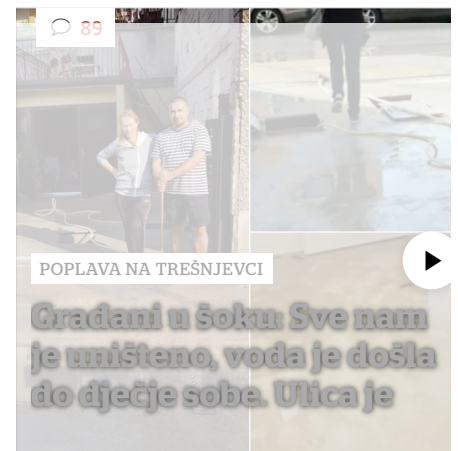 89
POPLAVA NA TREŠNJEVCI
Građani u šoku: Sve nam
je uništeno, voda je došla
do dječje sobe. Ulica je